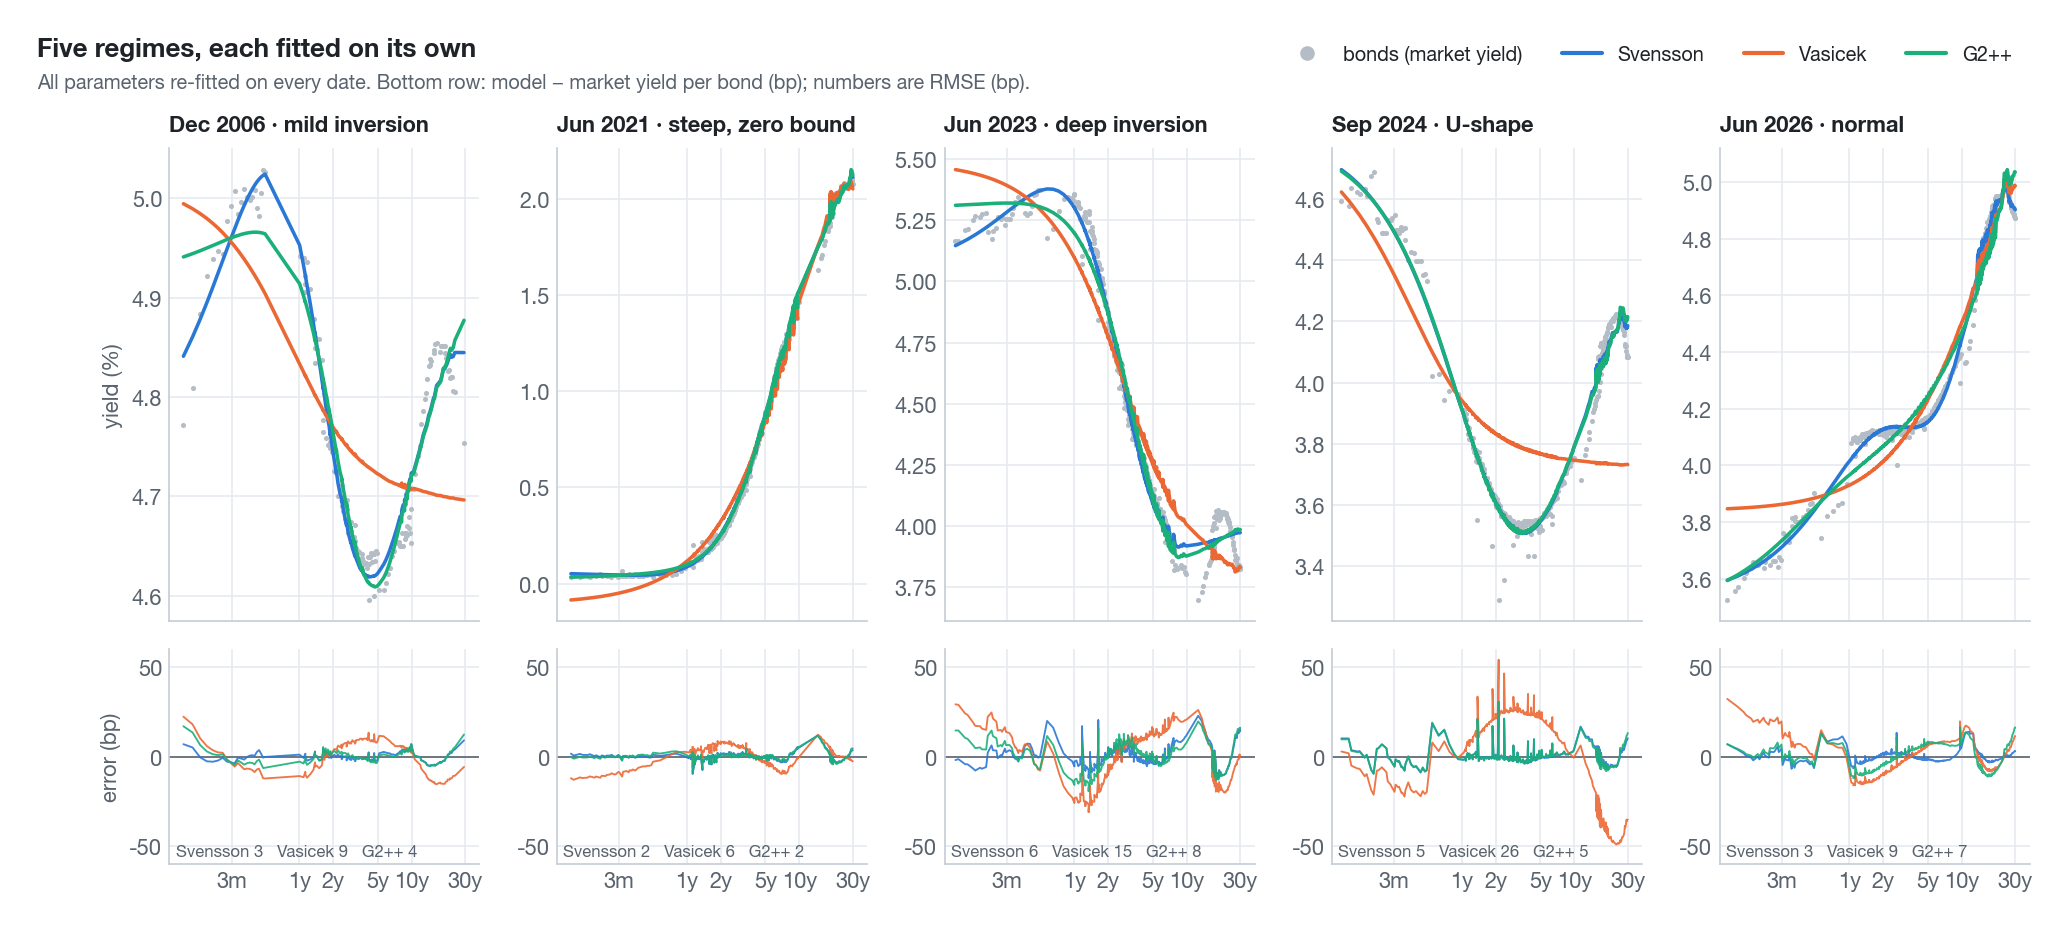 Five regimes, each fitted on its own
All parameters re-fitted on every date. Bottom row: model – market yield per bond (bp); numbers are RMSE (bp).
bonds (market yield) Svensson Vasicek G2++
Dec 2006 · mild inversion
Jun 2021 · steep, zero bound
Jun 2023 · deep inversion
Sep 2024 · U-shape
Jun 2026 · normal
yield (%)
5.0
4.9
4.8
4.7
4.6
2.0
1.5
1.0
0.5
0.0
5.50
5.25
5.00
4.75
4.50
4.25
4.00
3.75
4.6
4.4
4.2
4.0
3.8
3.6
3.4
5.0
4.8
4.6
4.4
4.2
4.0
3.8
3.6
error (bp)
50
0
-50
Svensson 3 Vasicek 9 G2++ 4
3m 1y 2y 5y 10y 30y
50
0
-50
Svensson 2 Vasicek 6 G2++ 2
3m 1y 2y 5y 10y 30y
50
0
-50
Svensson 6 Vasicek 15 G2++ 8
3m 1y 2y 5y 10y 30y
50
0
-50
Svensson 5 Vasicek 26 G2++ 5
3m 1y 2y 5y 10y 30y
50
0
-50
Svensson 3 Vasicek 9 G2++ 7
3m 1y 2y 5y 10y 30y